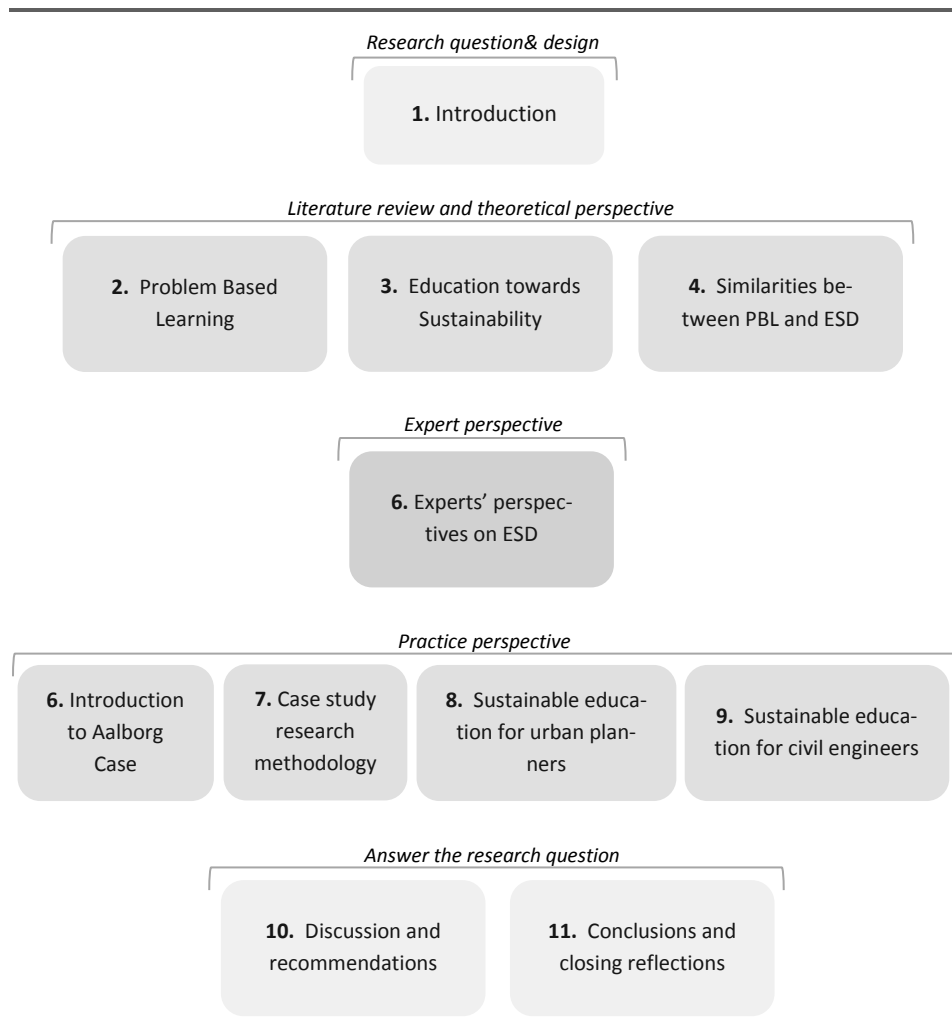 Research question& design
1. Introduction
Literature review and theoretical perspective
2. Problem Based
Learning
3. Education towards
Sustainability
4. Similarities be-
tween PBL and ESD
Expert perspective
6. Experts’ perspec-
tives on ESD
Practice perspective
6. Introduction
to Aalborg
Case
7. Case study
research
methodology
8. Sustainable educa-
tion for urban plan-
ners
9. Sustainable educa-
tion for civil engineers
Answer the research question
10. Discussion and
recommendations
11. Conclusions and
closing reflections